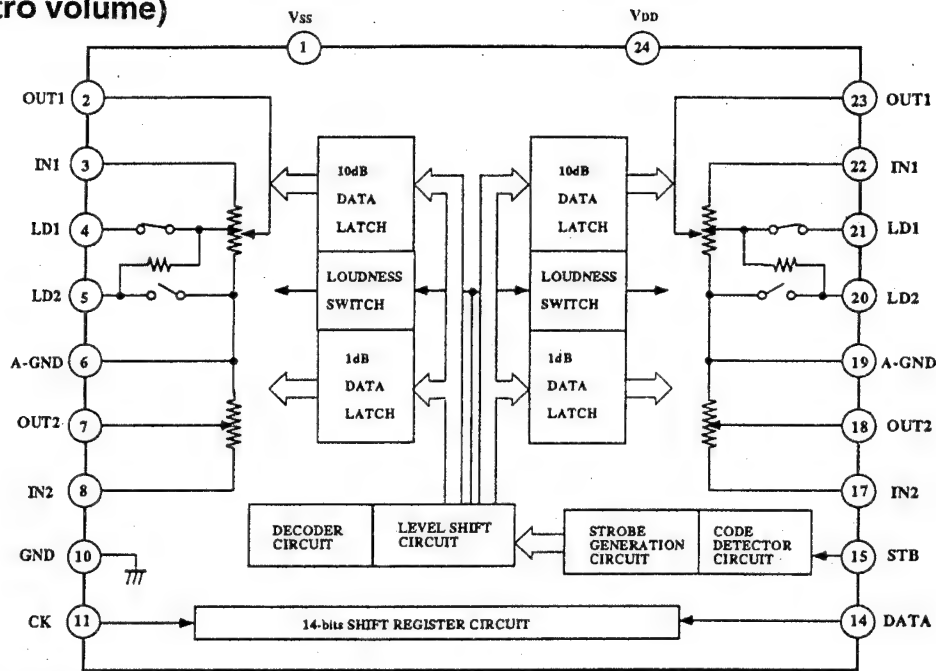 tro volume)
VSS
VDD
1
24
OUT1 2
23 OUT1
IN1 3
22 IN1
LD1 4
21 LD1
LD2 5
20 LD2
A-GND 6
19 A-GND
OUT2 7
18 OUT2
IN2 8
17 IN2
GND 10
15 STB
CK 11
14 DATA
10dB
DATA
LATCH
LOUDNESS
SWITCH
1dB
DATA
LATCH
10dB
DATA
LATCH
LOUDNESS
SWITCH
1dB
DATA
LATCH
DECODER
CIRCUIT
LEVEL SHIFT
CIRCUIT
STROBE
GENERATION
CIRCUIT
CODE
DETECTOR
CIRCUIT
14-bits SHIFT REGISTER CIRCUIT